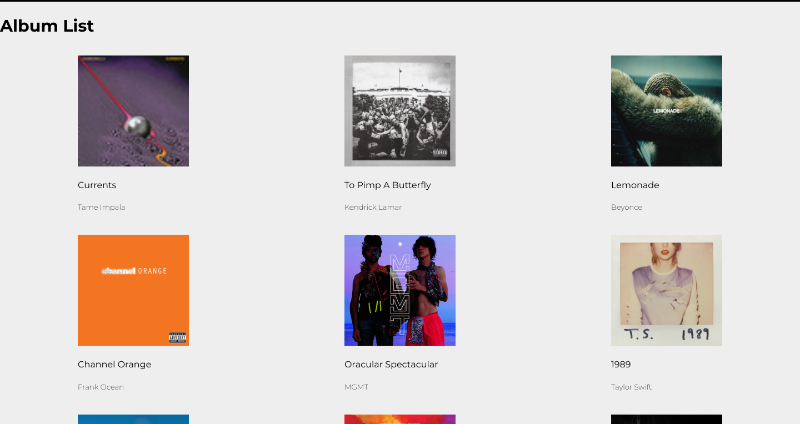 Album List
LEMONADE
Currents
To Pimp A Butterfly
Lemonade
Tame Impala
Kendrick Lamar
Beyonce
channel ORANGE
MGMT
T.S. 1989
Channel Orange
Oracular Spectacular
1989
Frank Ocean
MGMT
Taylor Swift